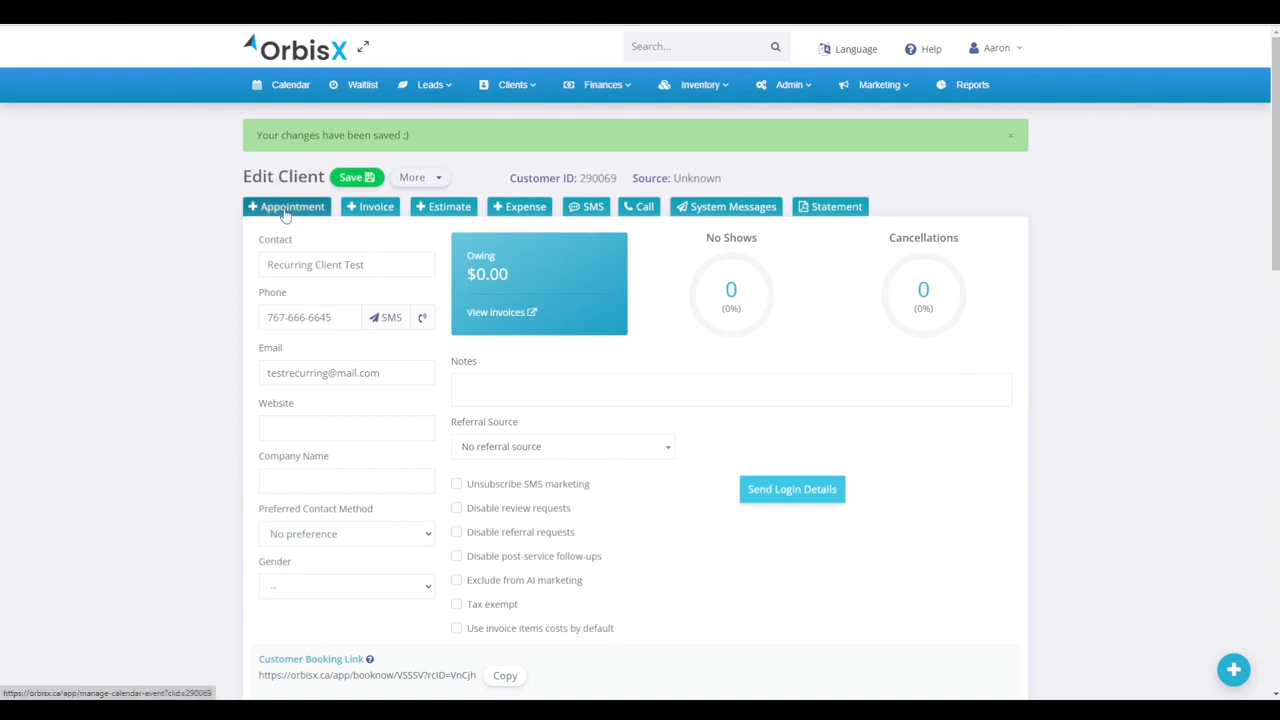 OrbisX
Search...
Language
Help
Aaron
Calendar
Waitlist
Leads
Clients
Finances
Inventory
Admin
Marketing
Reports
Your changes have been saved :)
×
Edit Client
Save
More
Customer ID: 290069
Source: Unknown
+ Appointment
+ Invoice
+ Estimate
+ Expense
SMS
Call
System Messages
Statement
Contact
Recurring Client Test
Phone
767-666-6645
SMS
Email
testrecurring@mail.com
Website
Company Name
Preferred Contact Method
No preference
Gender
...
Owing
$0.00
View invoices
No Shows
0
(0%)
Cancellations
0
(0%)
Notes
Referral Source
No referral source
Unsubscribe SMS marketing
Disable review requests
Disable referral requests
Disable post-service follow-ups
Exclude from AI marketing
Tax exempt
Use invoice items costs by default
Send Login Details
Customer Booking Link
https://orbisx.ca/app/booknow/VSSSV?rcID=VnCjh
Copy
+
https://orbisx.ca/app/manage-calendar-event?clid=290069